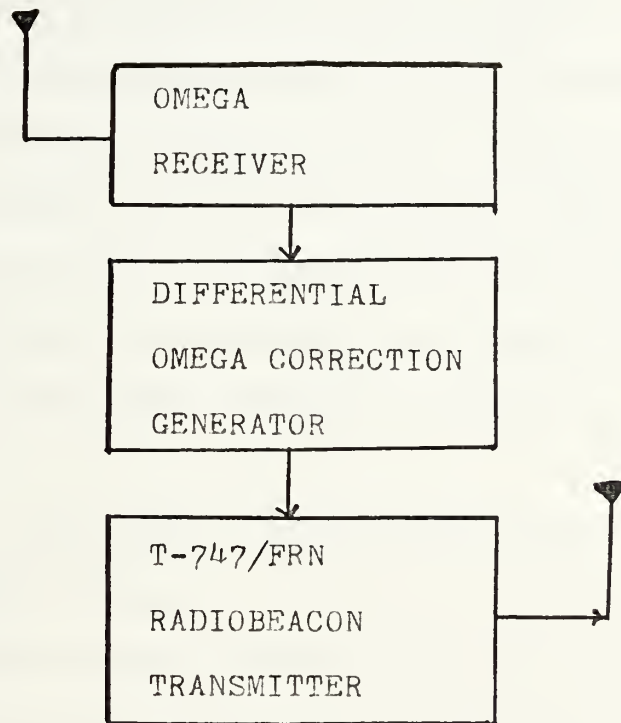 OMEGA
RECEIVER
DIFFERENTIAL
OMEGA CORRECTION
GENERATOR
T-747/FRN
RADIOBEACON
TRANSMITTER